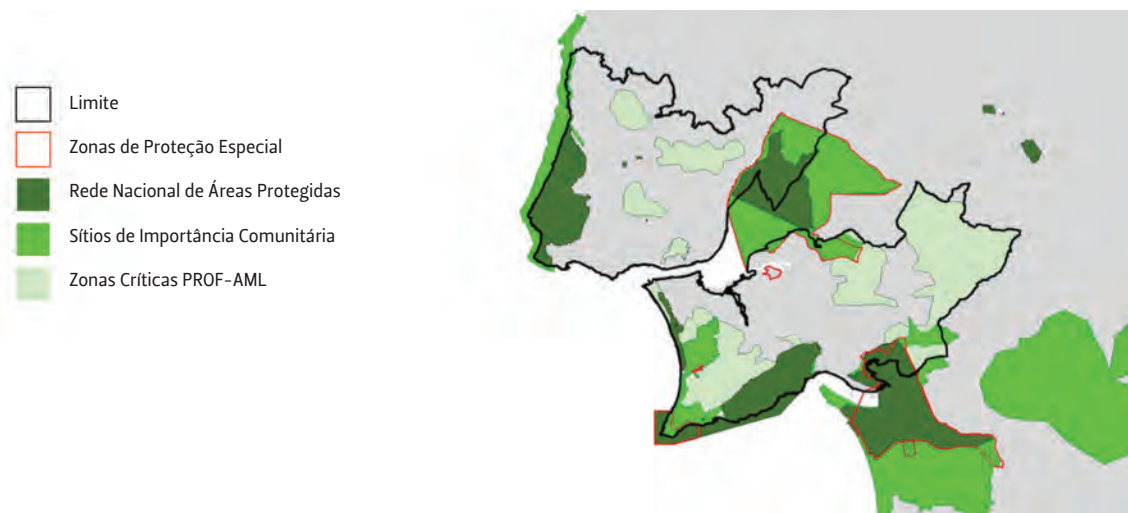 Limite
Zonas de Proteção Especial
Rede Nacional de Áreas Protegidas
Sítios de Importância Comunitária
Zonas Críticas PROF-AML